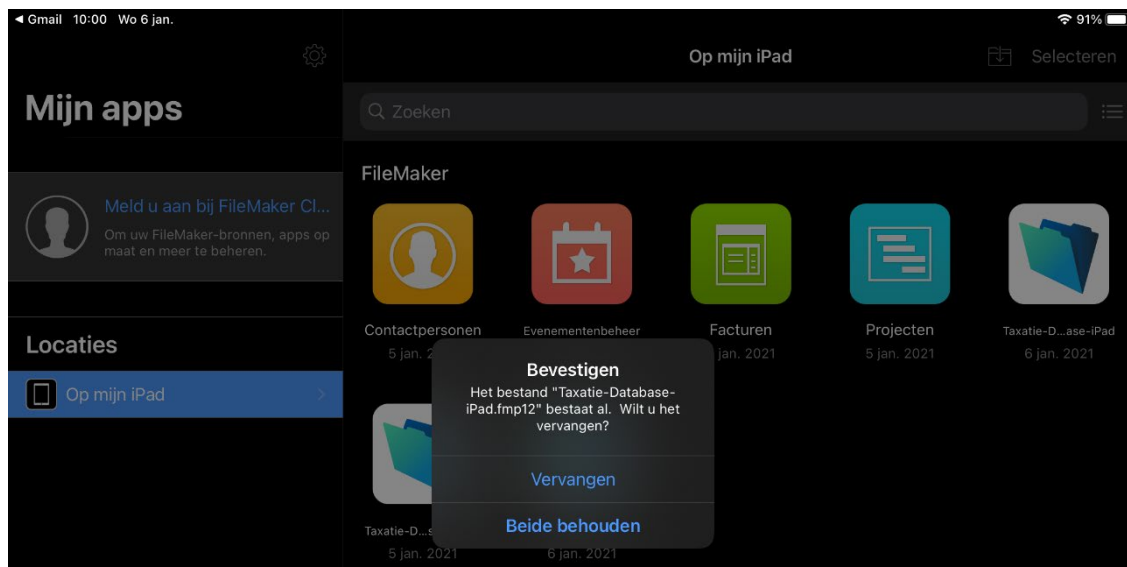 ◀ Gmail 10:00 Wo 6 jan.
91%
Mijn apps
Meld u aan bij FileMaker Cl...
Om uw FileMaker-bronnen, apps op
maat en meer te beheren.
Locaties
Op mijn iPad
Op mijn iPad
Selecteren
Zoeken
FileMaker
Contactpersonen
5 jan. 2
Evenementenbeheer
Facturen
jan. 2021
Projecten
5 jan. 2021
Taxatie-D...ase-iPad
6 jan. 2021
Taxatie-D...s
5 jan. 2021
6 jan. 2021
Bevestigen
Het bestand "Taxatie-Database-
iPad.fmp12" bestaat al. Wilt u het
vervangen?
Vervangen
Beide behouden